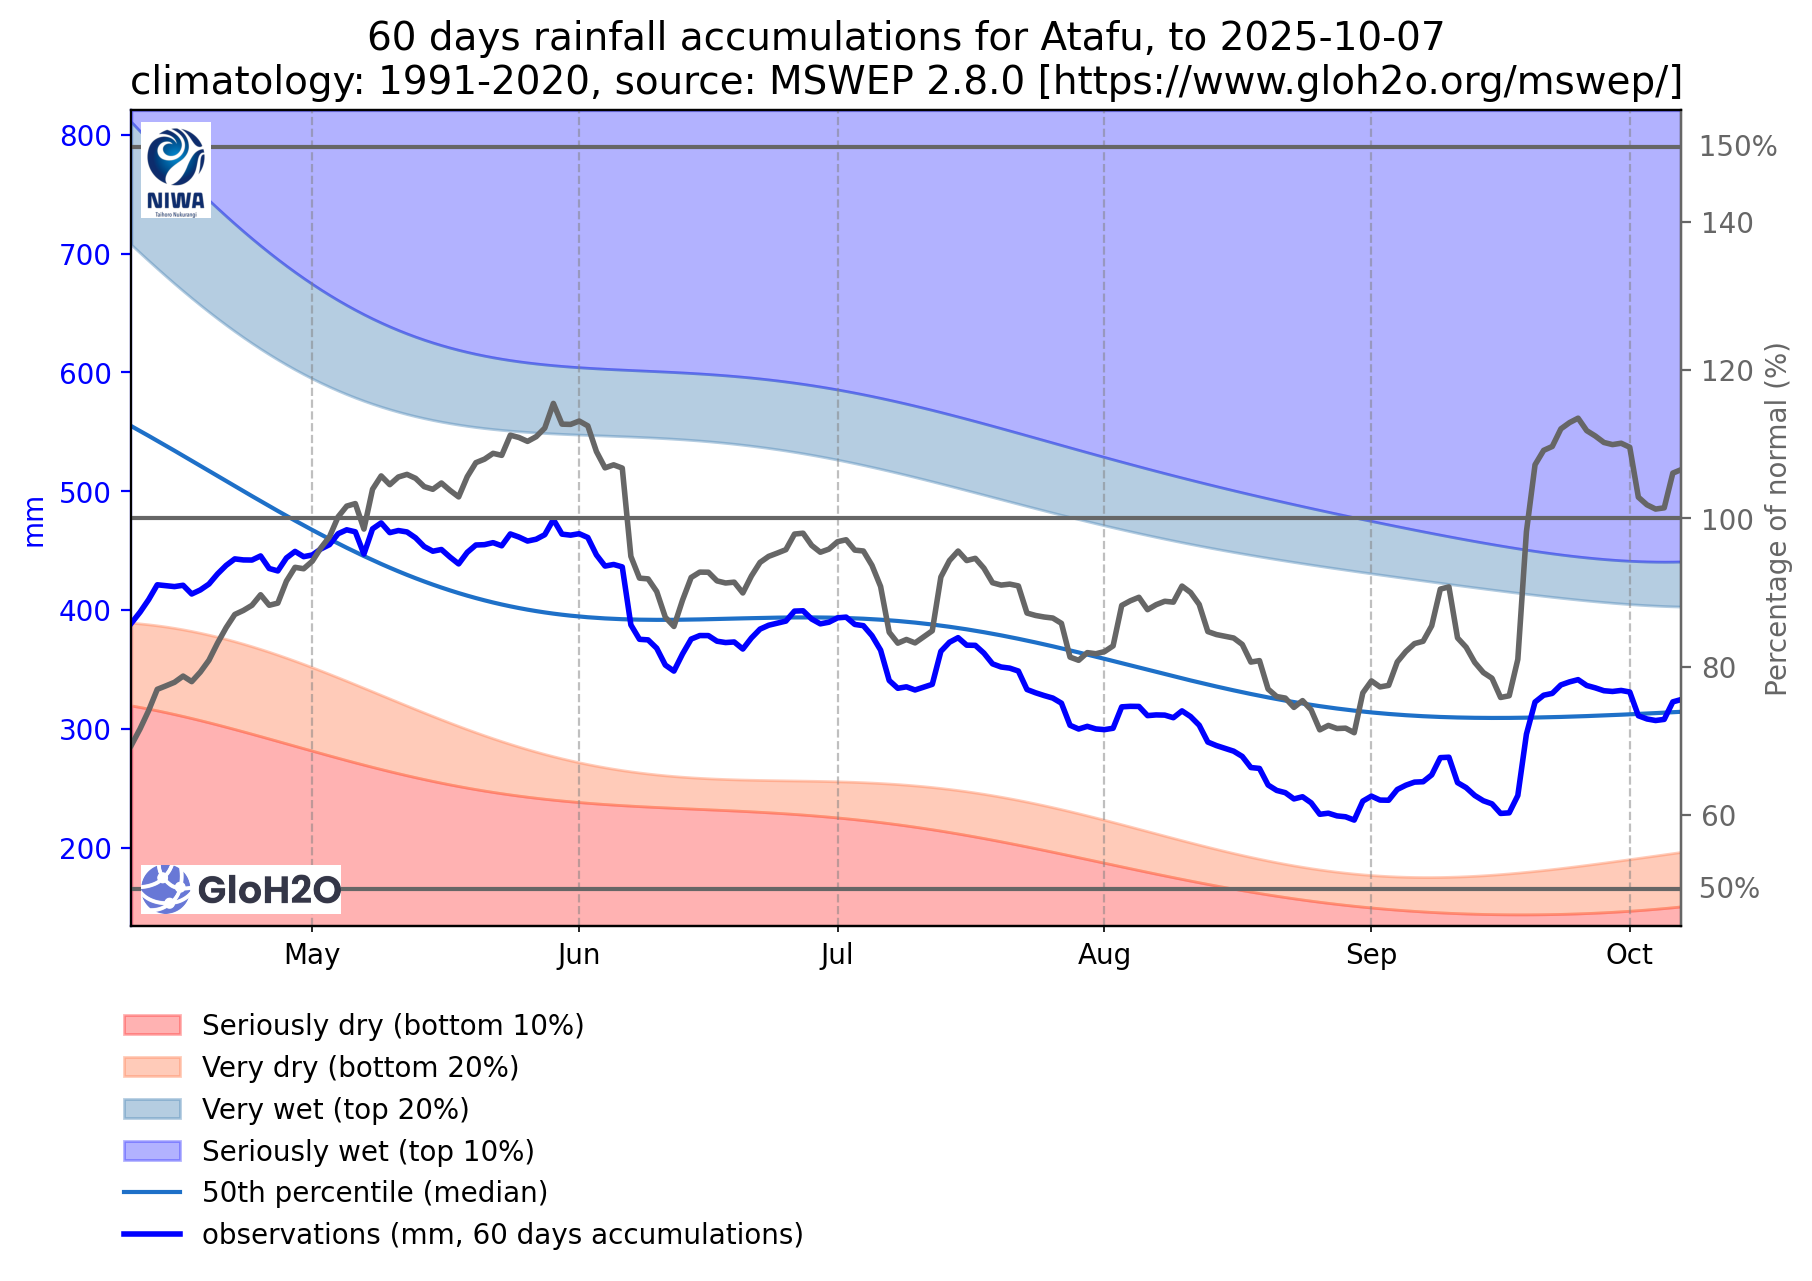 60 days rainfall accumulations for Atafu, to 2025-10-07
climatology: 1991-2020, source: MSWEP 2.8.0 [https://www.gloh2o.org/mswep/]
800
700
600
500
400
300
200
mm
NIWA
Taihoro Nukurangi
GloH2O
150%
140
120
100
80
60
50%
Percentage of normal (%)
May Jun Jul Aug Sep Oct
Seriously dry (bottom 10%)
Very dry (bottom 20%)
Very wet (top 20%)
Seriously wet (top 10%)
50th percentile (median)
observations (mm, 60 days accumulations)